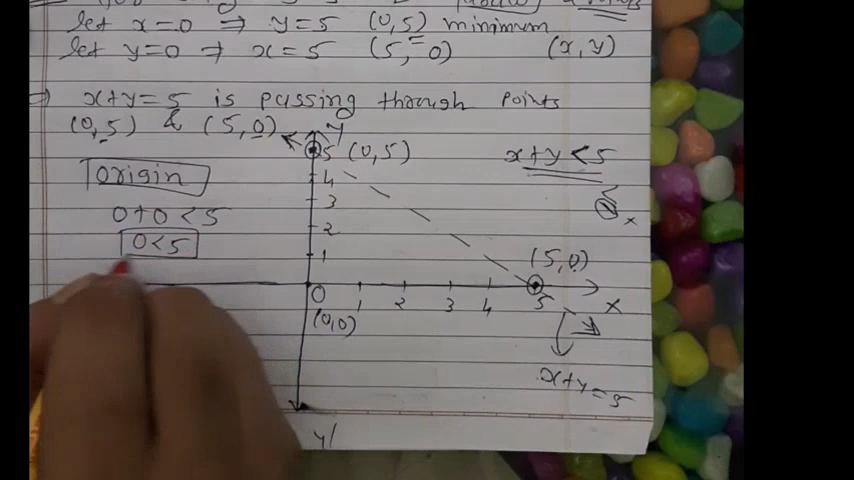 let x=0 ⇒ y=5 (0,5) minimum
let y=0 ⇒ x=5 (5,0) (x,y)
⇒ x+y=5 is passing through points
(0,5) & (5,0)
y
5 (0,5)
x+y<5
origin
4
3
0+0<5
2
0<5
1
(5,0)
0 1 2 3 4 5 x
(0,0)
x+y=5
y/